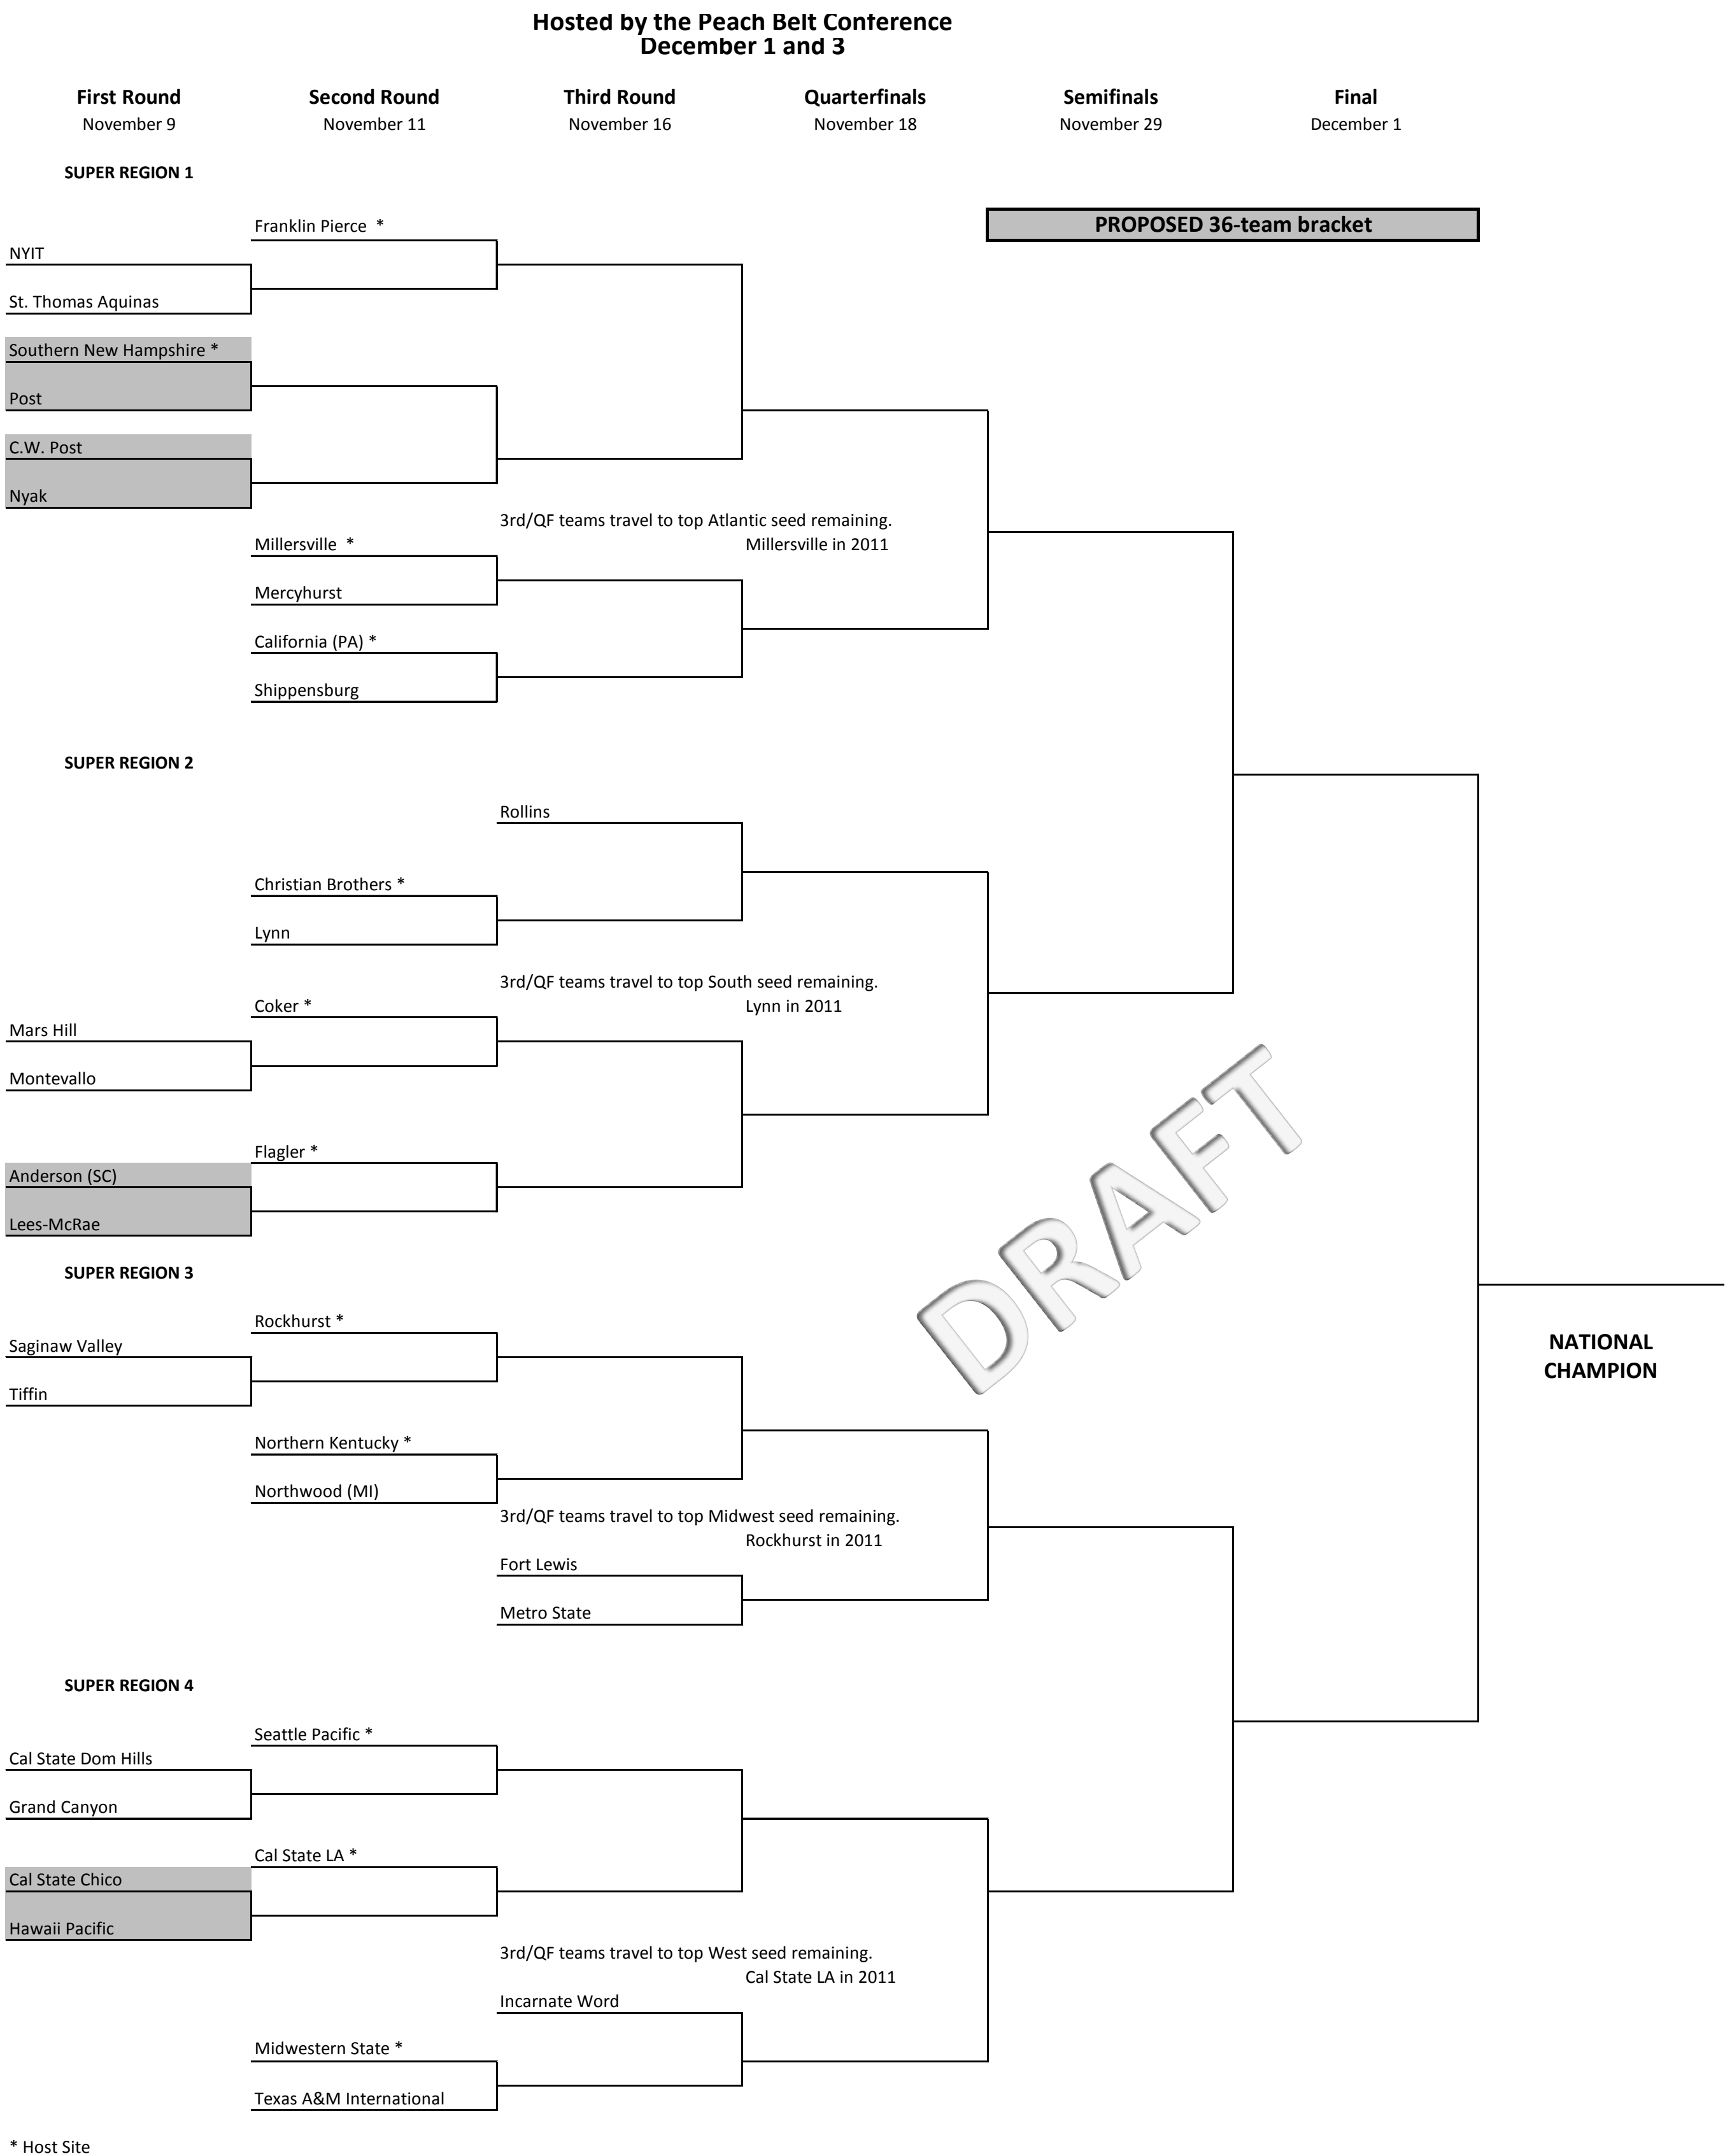 Hosted by the Peach Belt Conference
December 1 and 3
First Round Second Round Third Round Quarterfinals Semifinals Final
November 9 November 11 November 16 November 18 November 29 December 1
SUPER REGION 1
Franklin Pierce *
PROPOSED 36-team bracket
NYIT
St. Thomas Aquinas
Southern New Hampshire *
Post
C.W. Post
Nyak
3rd/QF teams travel to top Atlantic seed remaining.
Millersville in 2011
Millersville *
Mercyhurst
California (PA) *
Shippensburg
SUPER REGION 2
Rollins
Christian Brothers *
Lynn
3rd/QF teams travel to top South seed remaining.
Lynn in 2011
Coker *
Mars Hill
Montevallo
Flagler *
Anderson (SC)
Lees-McRae
DRAFT
SUPER REGION 3
Rockhurst *
Saginaw Valley
Tiffin
NATIONAL
CHAMPION
Northern Kentucky *
Northwood (MI)
3rd/QF teams travel to top Midwest seed remaining.
Rockhurst in 2011
Fort Lewis
Metro State
SUPER REGION 4
Seattle Pacific *
Cal State Dom Hills
Grand Canyon
Cal State LA *
Cal State Chico
Hawaii Pacific
3rd/QF teams travel to top West seed remaining.
Cal State LA in 2011
Incarnate Word
Midwestern State *
Texas A&M International
* Host Site